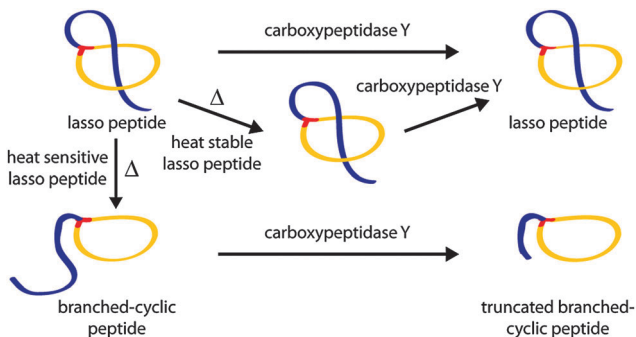 carboxypeptidase Y
lasso peptide
Δ
heat stable
lasso peptide
carboxypeptidase Y
lasso peptide
heat sensitive
lasso peptide
Δ
carboxypeptidase Y
branched-cyclic
peptide
truncated branched-
cyclic peptide